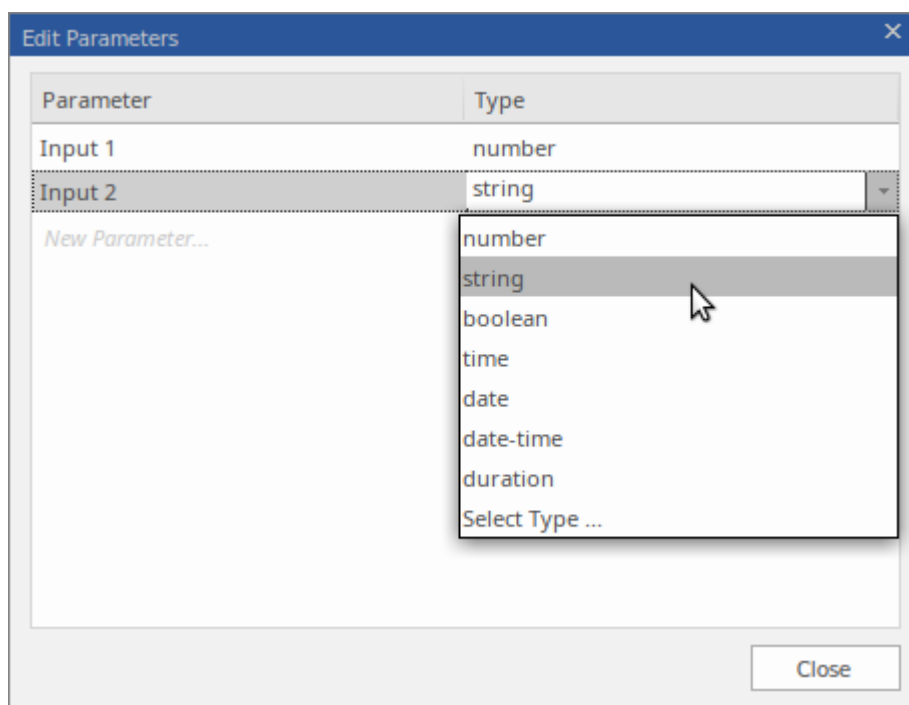 Edit Parameters
Parameter Type
Input 1 number
Input 2 string
New Parameter...
number
string
boolean
time
date
date-time
duration
Select Type ...
Close